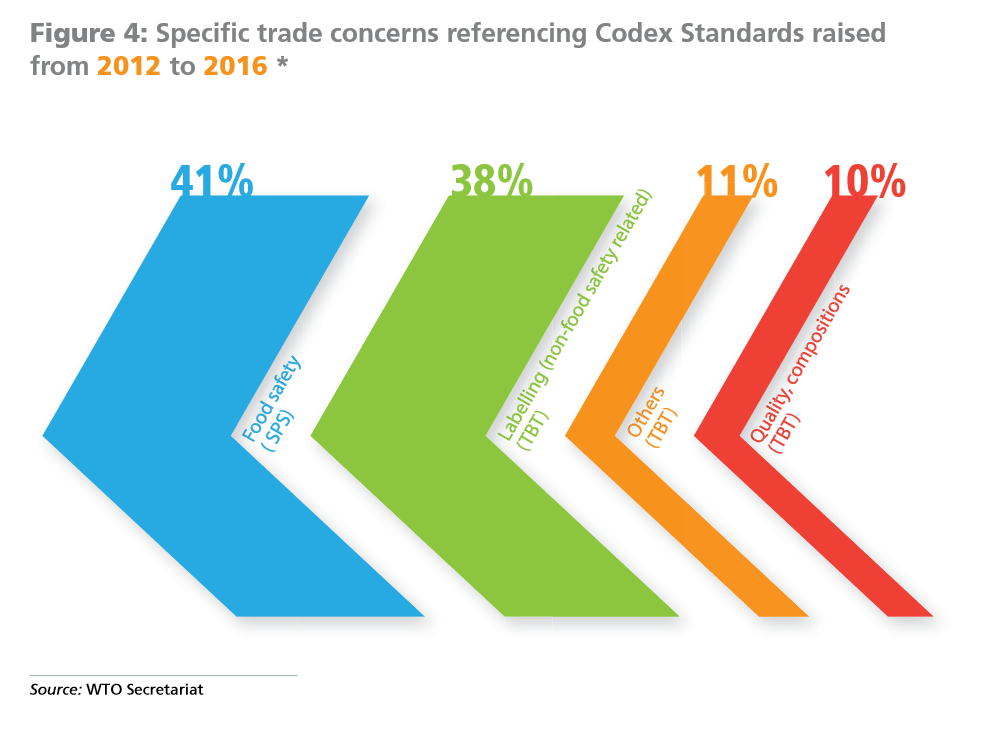 Figure 4: Specific trade concerns referencing Codex Standards raised
from 2012 to 2016 *
41%
38%
11%
10%
Food safety
( SPS)
Labelling (non-food safety related)
(TBT)
Others
(TBT)
Quality, compositions
(TBT)
Source: WTO Secretariat